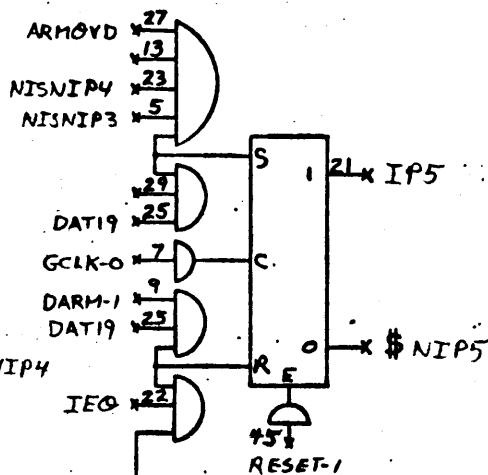 ARMOVD 27
13
NISNIP4 23
NISNIP3 5
S
1 21 IP5
29
DAT19 25
GCLK-0 7
C
DARM-1 9
DAT19 25
0 $ NIP5
NIP4
R
E
IEO 22
45
RESET-1